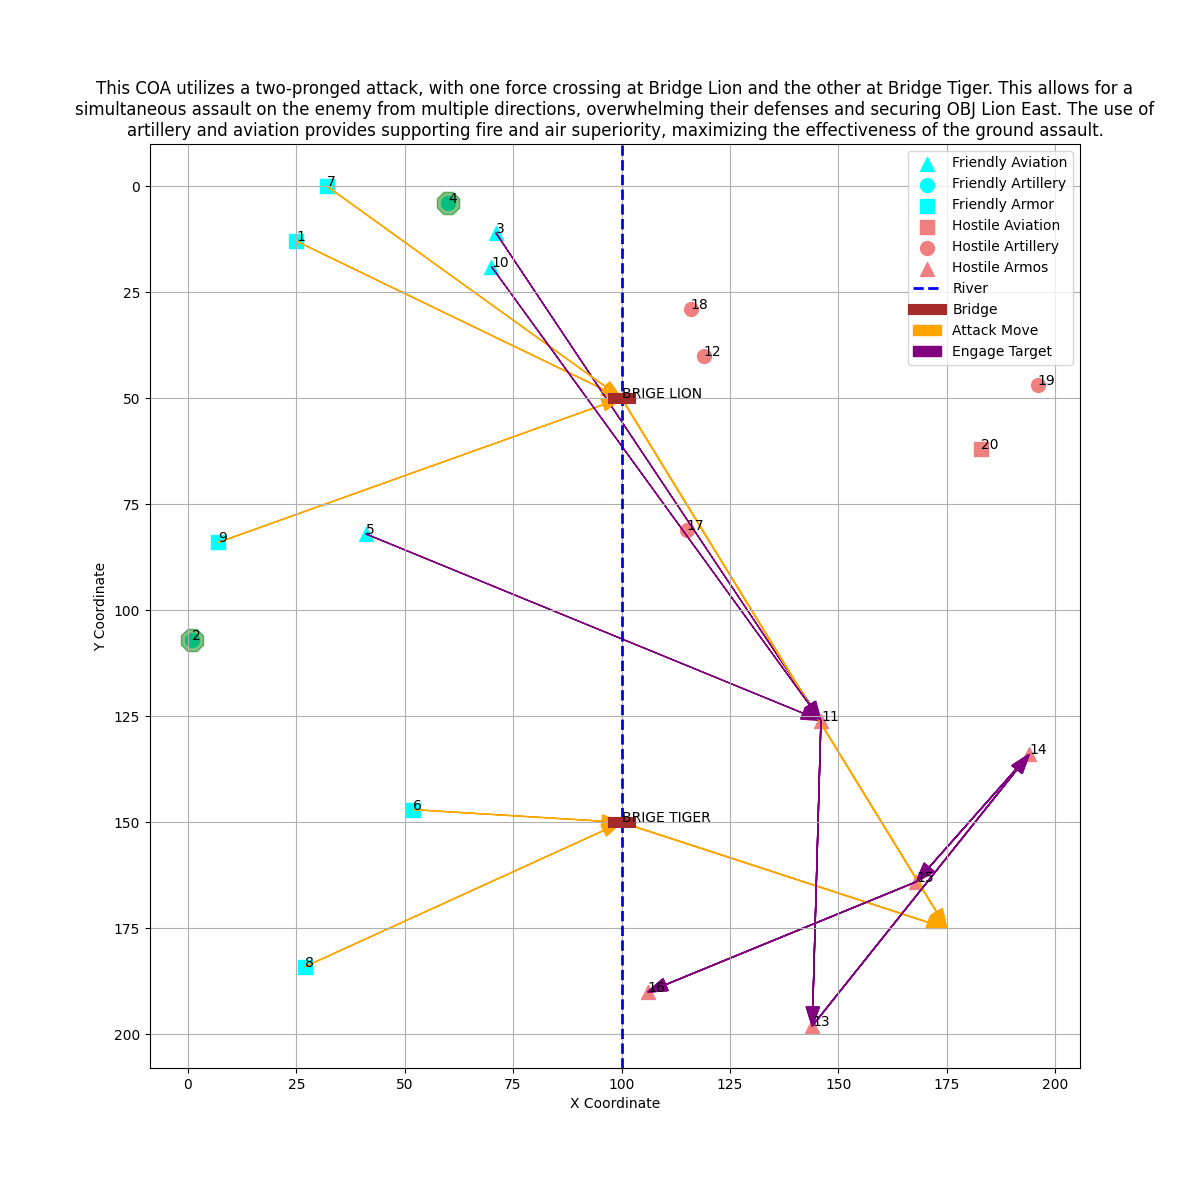 This COA utilizes a two-pronged attack, with one force crossing at Bridge Lion and the other at Bridge Tiger. This allows for a
simultaneous assault on the enemy from multiple directions, overwhelming their defenses and securing OBJ Lion East. The use of
artillery and aviation provides supporting fire and air superiority, maximizing the effectiveness of the ground assault.
Friendly Aviation
Friendly Artillery
Friendly Armor
Hostile Aviation
Hostile Artillery
Hostile Armos
River
Bridge
Attack Move
Engage Target
7
4
1
3
10
18
12
19
BRIGE LION
20
17
5
9
2
11
14
6
BRIGE TIGER
15
8
16
13
0
25
50
75
100
125
150
175
200
Y Coordinate
0 25 50 75 100 125 150 175 200
X Coordinate